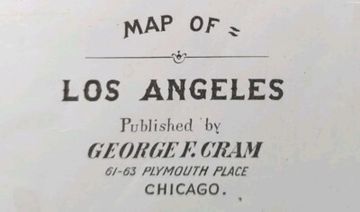 MAP OF
LOS ANGELES
Published by
GEORGE F. CRAM
61-63 PLYMOUTH PLACE
CHICAGO.